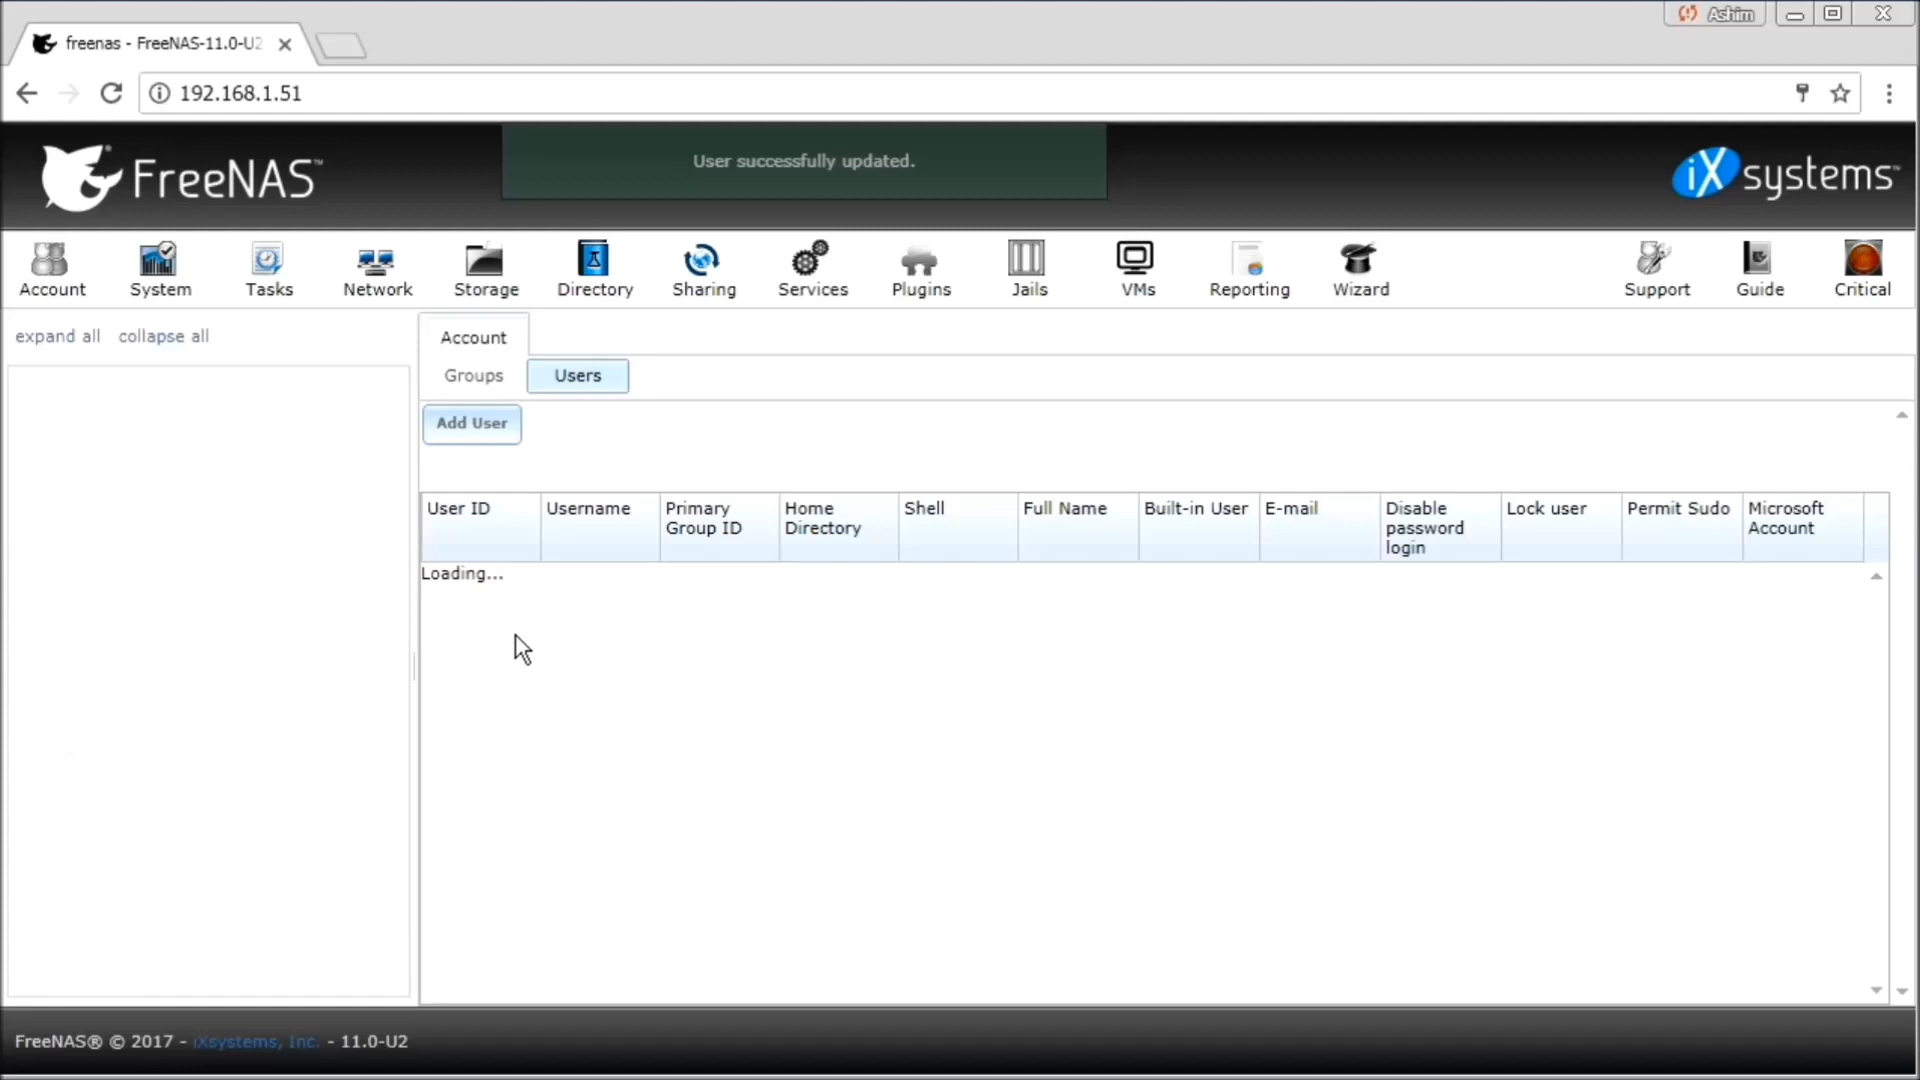 Ashim
freenas - FreeNAS-11.0-U2
192.168.1.51
FreeNAS™
User successfully updated.
iXsystems™
Account System Tasks Network Storage Directory Sharing Services Plugins Jails VMs Reporting Wizard Support Guide Critical
expand all collapse all
Account
Groups Users
Add User
User ID Username Primary Group ID Home Directory Shell Full Name Built-in User E-mail Disable password login Lock user Permit Sudo Microsoft Account
Loading...
FreeNAS® © 2017 - iXsystems, Inc. - 11.0-U2